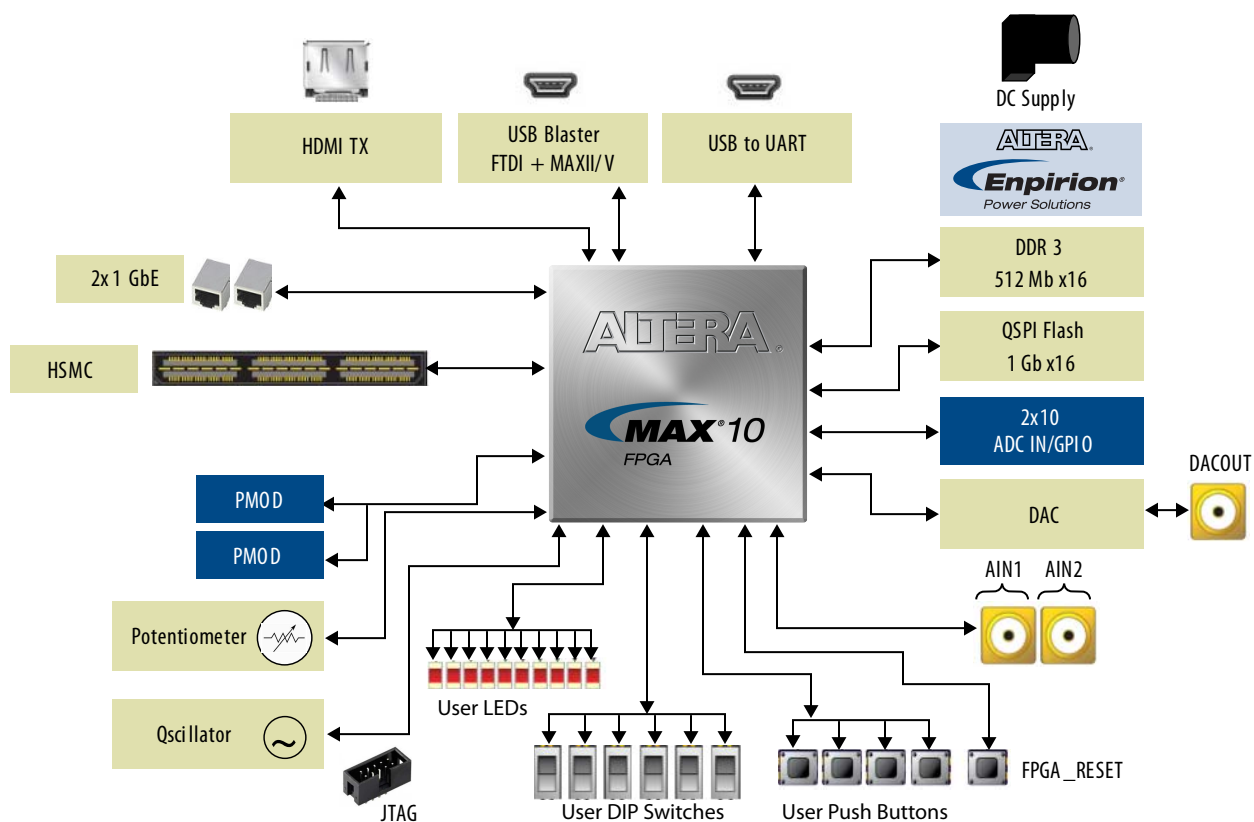 DC Supply
HDMI TX
USB Blaster
FTDI + MAXII/V
USB to UART
ALTERA®
Enpirion®
Power Solutions
2x 1 GbE
DDR 3
512 Mb x16
ALTERA®
QSPI Flash
1 Gb x16
HSMC
MAX®10
FPGA
2x10
ADC IN/GPIO
DACOUT
PMOD
DAC
PMOD
AIN1
AIN2
Potentiometer
User LEDs
Qscillator
FPGA_RESET
JTAG
User DIP Switches
User Push Buttons